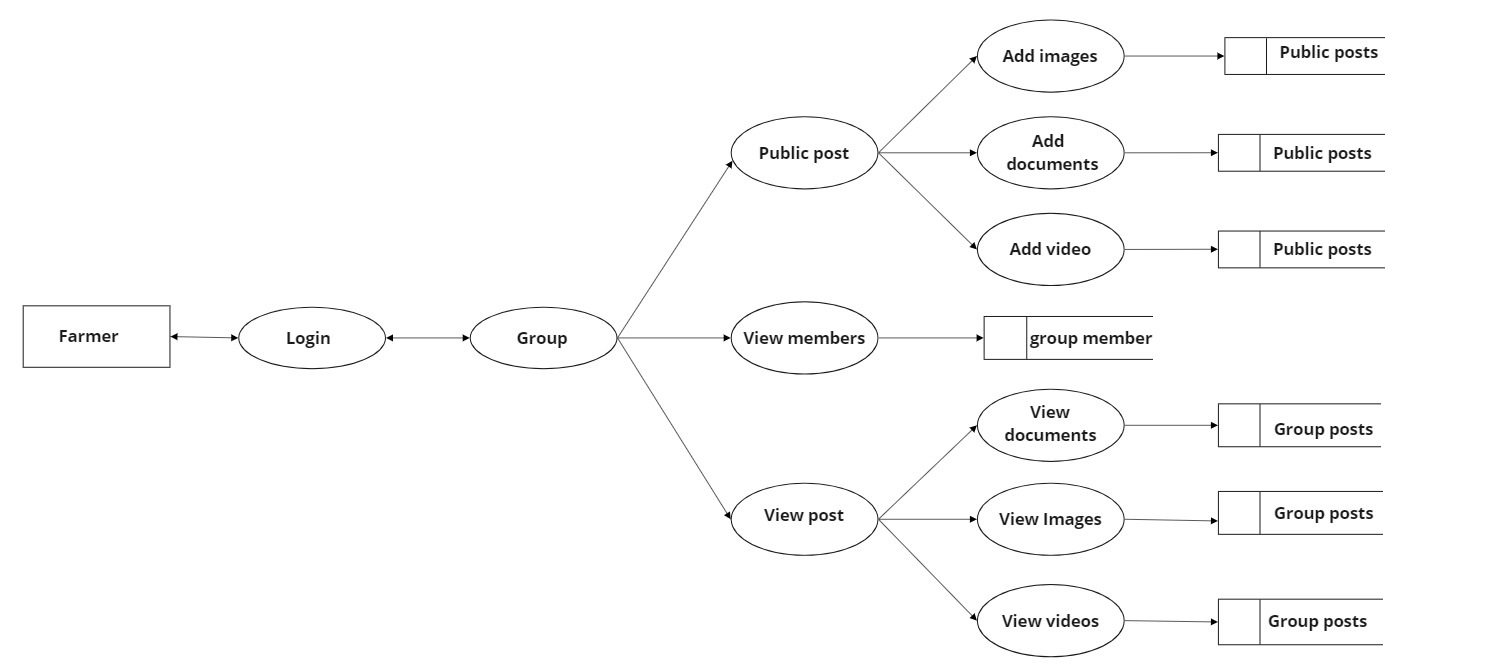 Add images
Public posts
Public post
Add
documents
Public posts
Add video
Public posts
Farmer
Login
Group
View members
group member
View
documents
Group posts
View post
View Images
Group posts
View videos
Group posts